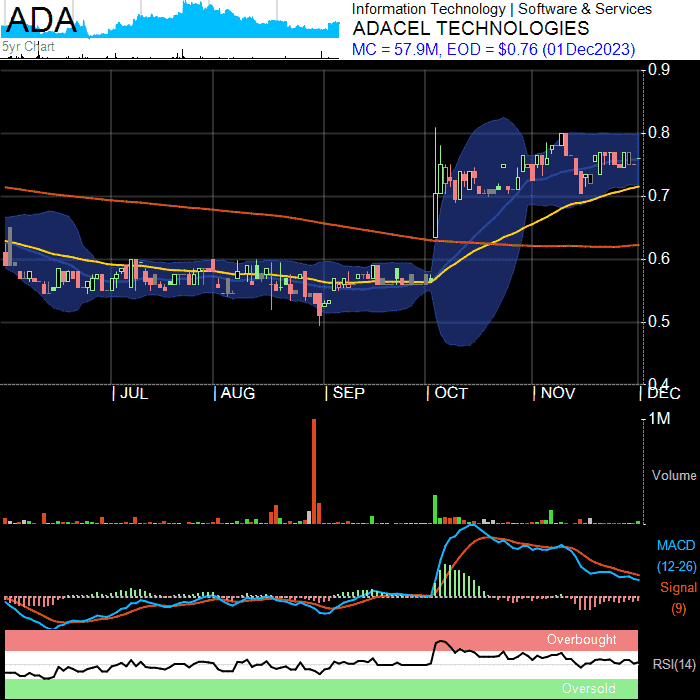 ADA
5yr Chart
Information Technology | Software & Services
ADACEL TECHNOLOGIES
MC = 57.9M, EOD = $0.76 (01Dec2023)
0.9
0.8
0.7
0.6
0.5
0.4
JUL AUG SEP OCT NOV DEC
1M
Volume
MACD
(12-26)
Signal
(9)
Overbought
RSI(14)
Oversold